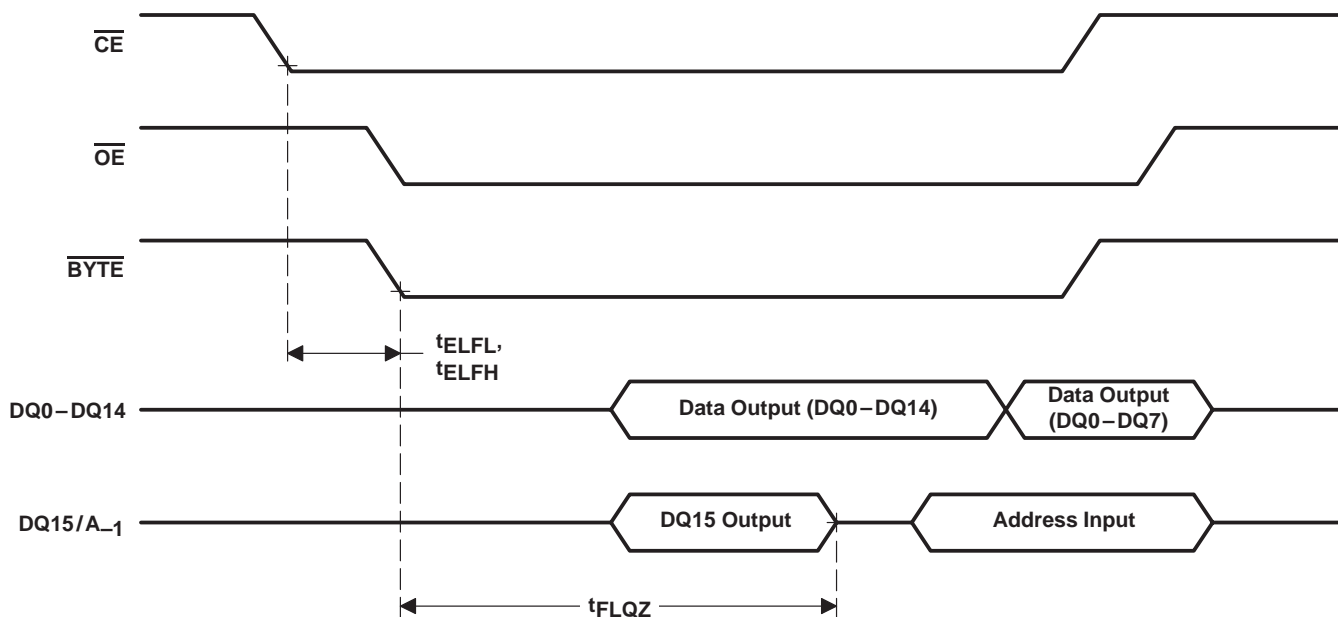 CE
OE
BYTE
tELFL,
tELFH
DQ0–DQ14
Data Output (DQ0–DQ14)
Data Output
(DQ0–DQ7)
DQ15/A–1
DQ15 Output
Address Input
tFLQZ